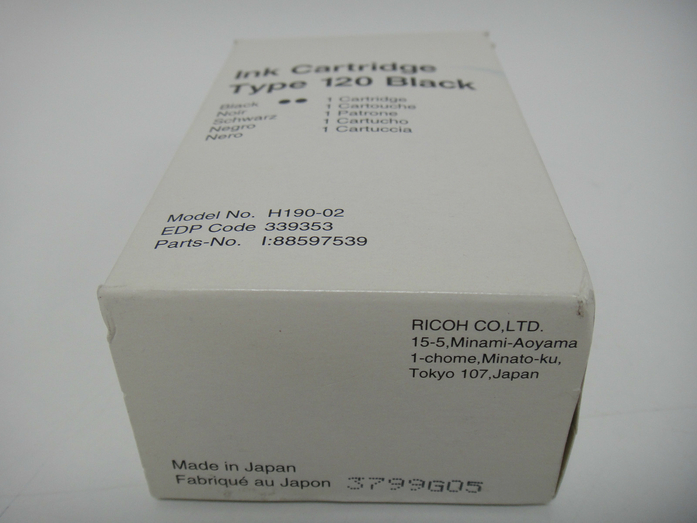 Ink Cartridge
Type 120 Black
Black ●● 1 Cartridge
Noir 1 Cartouche
Schwarz 1 Patrone
Negro 1 Cartucho
Nero 1 Cartuccia
Model No. H190-02
EDP Code 339353
Parts-No. I:88597539
RICOH CO,LTD.
15-5,Minami-Aoyama
1-chome,Minato-ku,
Tokyo 107,Japan
Made in Japan
Fabriqué au Japon 3799G05